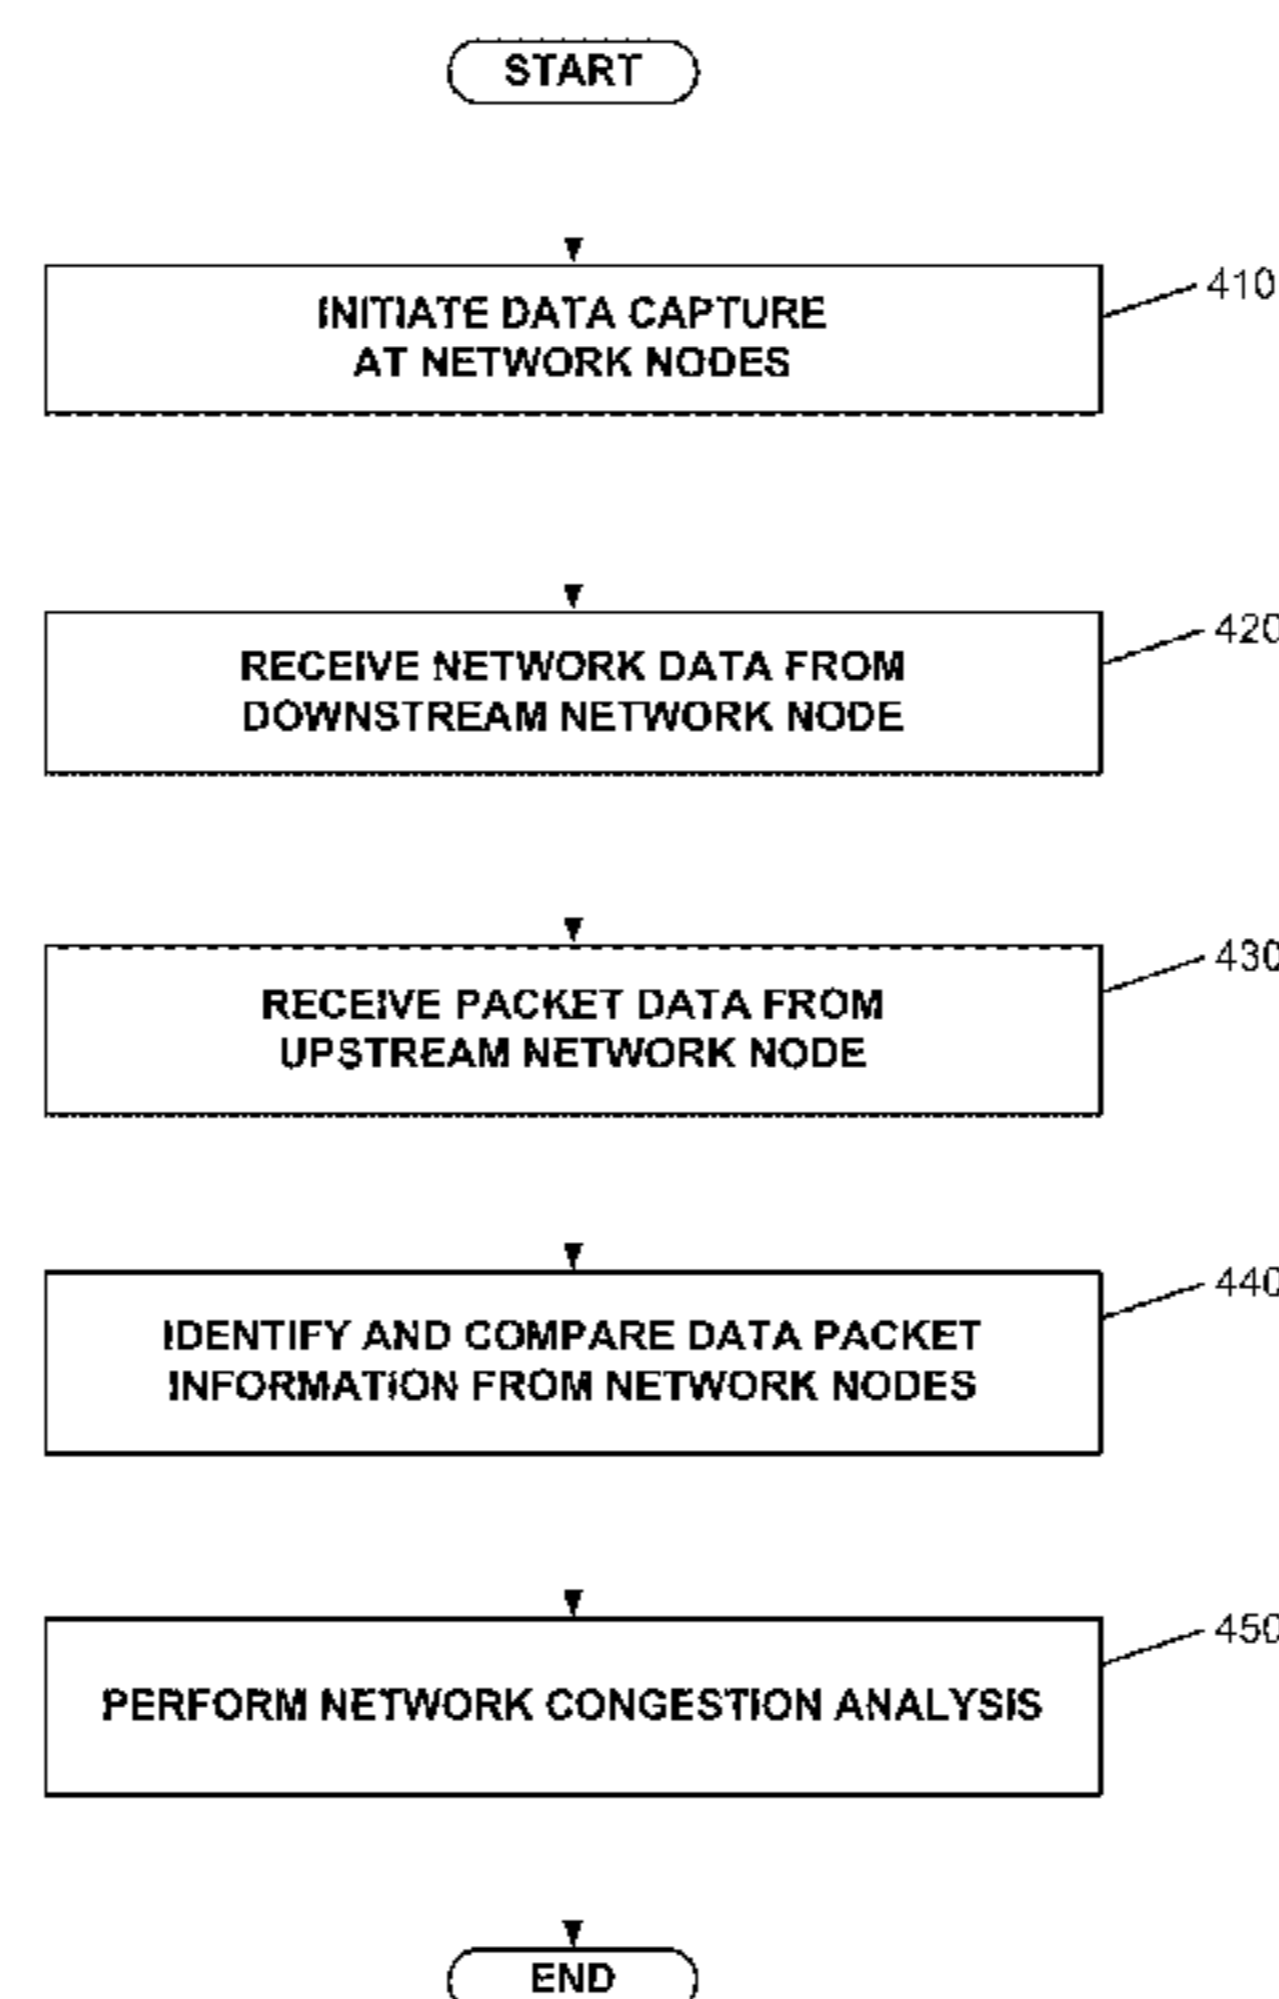 START
INITIATE DATA CAPTURE
AT NETWORK NODES
410
RECEIVE NETWORK DATA FROM
DOWNSTREAM NETWORK NODE
420
RECEIVE PACKET DATA FROM
UPSTREAM NETWORK NODE
430
IDENTIFY AND COMPARE DATA PACKET
INFORMATION FROM NETWORK NODES
440
PERFORM NETWORK CONGESTION ANALYSIS
450
END